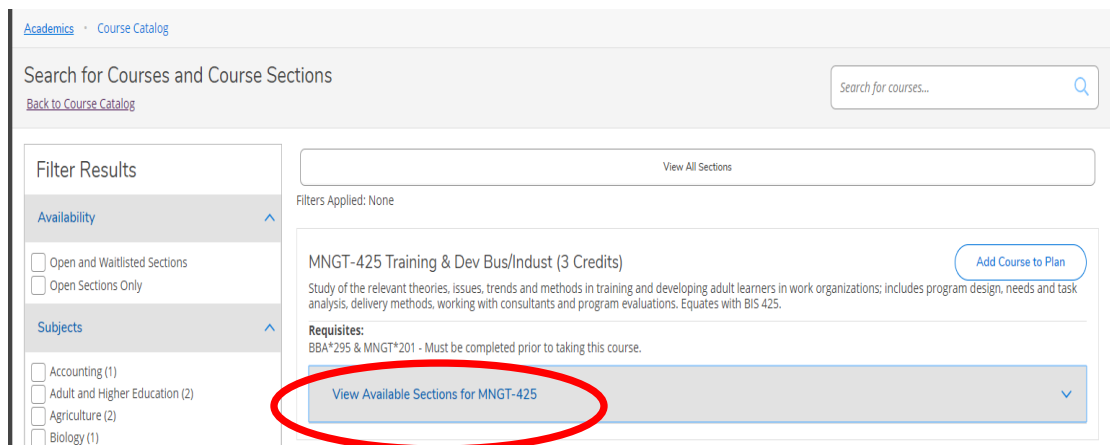 Academics · Course Catalog
Search for Courses and Course Sections
Back to Course Catalog
Search for courses...
Filter Results
Availability
Open and Waitlisted Sections
Open Sections Only
Subjects
Accounting (1)
Adult and Higher Education (2)
Agriculture (2)
Biology (1)
View All Sections
Filters Applied: None
MNGT-425 Training & Dev Bus/Indust (3 Credits)
Add Course to Plan
Study of the relevant theories, issues, trends and methods in training and developing adult learners in work organizations; includes program design, needs and task
analysis, delivery methods, working with consultants and program evaluations. Equates with BIS 425.
Requisites:
BBA*295 & MNGT*201 - Must be completed prior to taking this course.
View Available Sections for MNGT-425